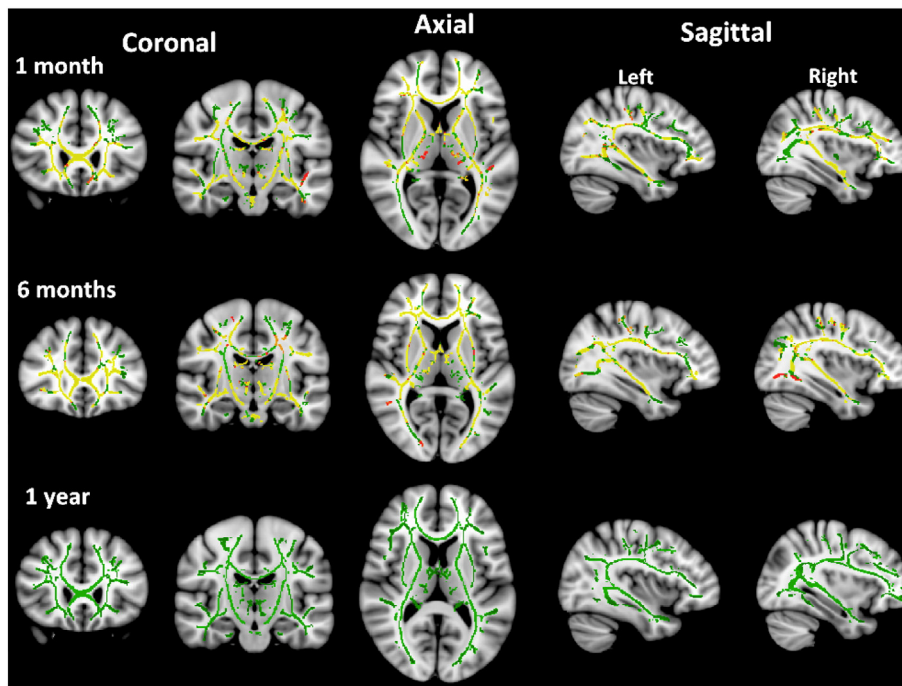 Coronal
Axial
Sagittal
1 month
Left
Right
6 months
1 year